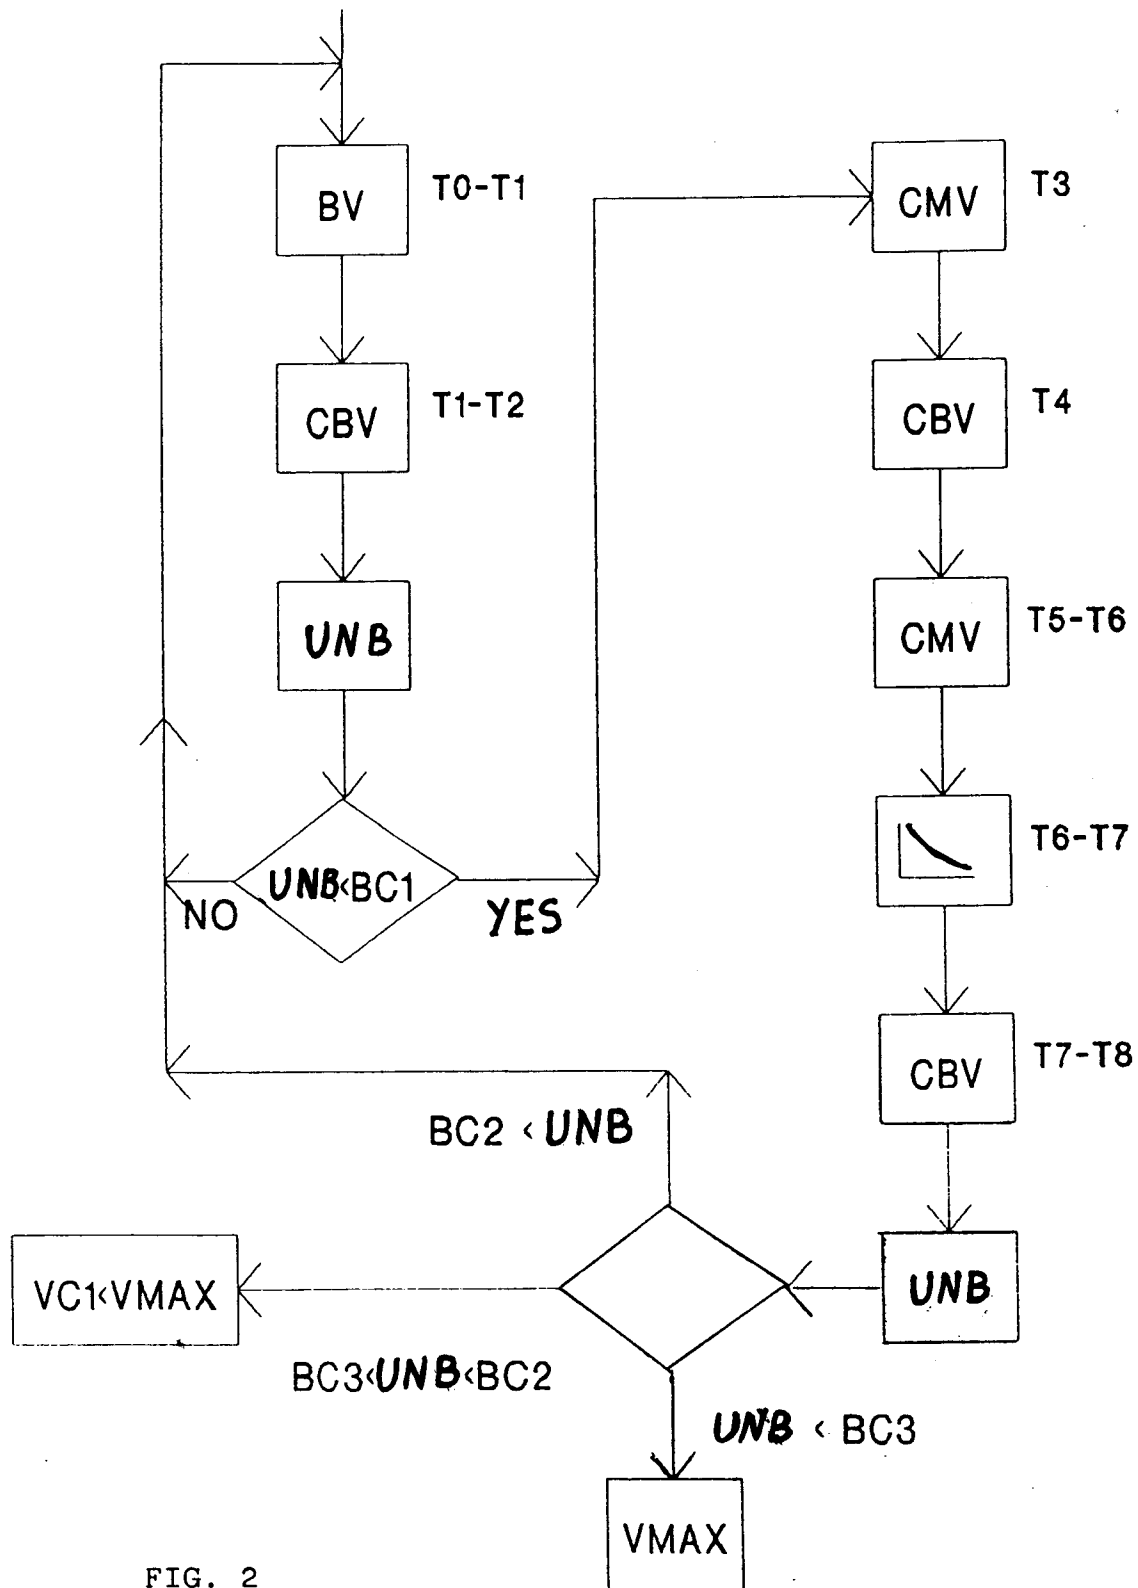 BV
T0-T1
CBV
T1-T2
UNB
UNB<BC1
NO
YES
CMV
T3
CBV
T4
CMV
T5-T6
T6-T7
CBV
T7-T8
UNB
BC2 < UNB
VC1<VMAX
BC3<UNB<BC2
UNB < BC3
VMAX
FIG. 2